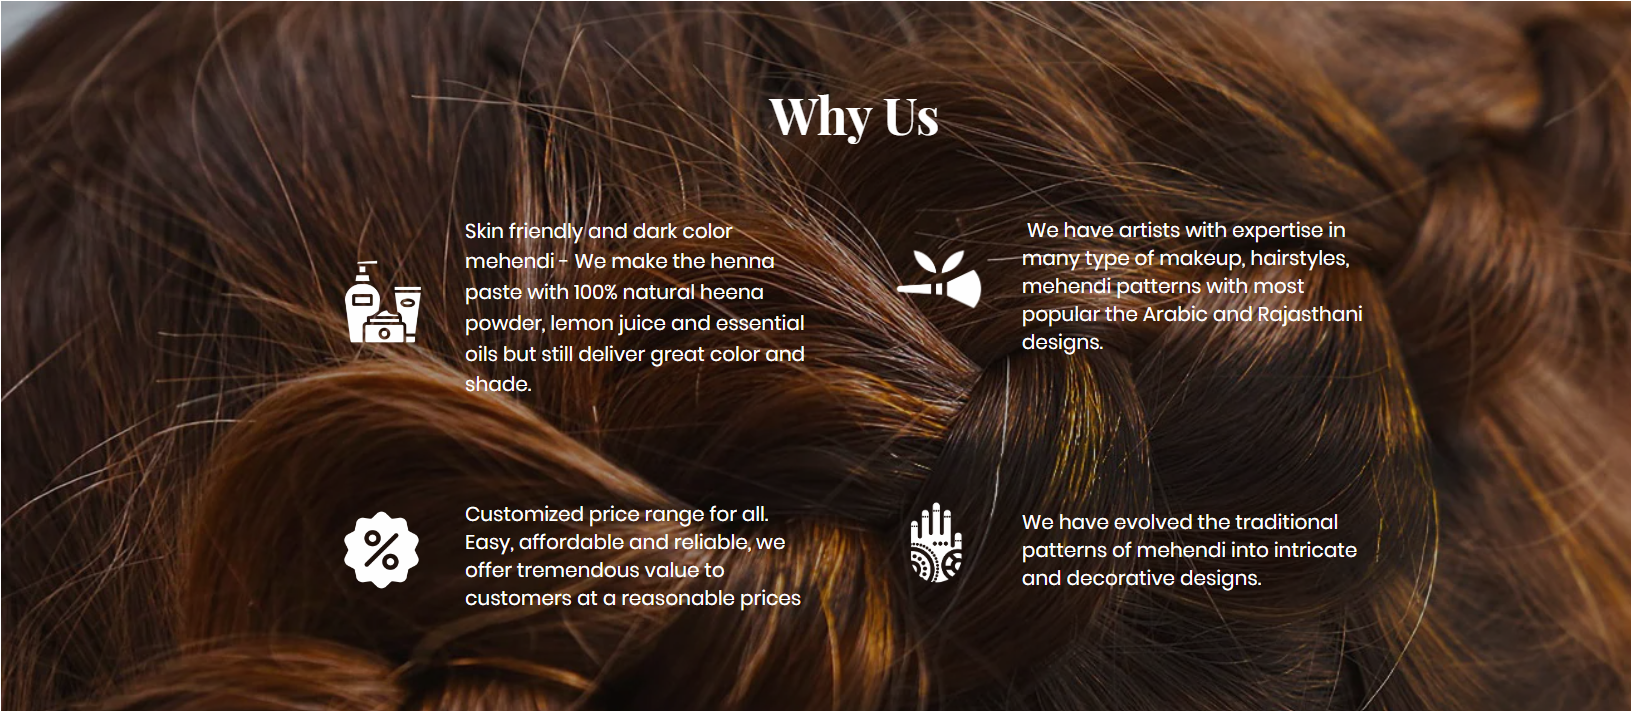 Why Us
Skin friendly and dark color
mehendi - We make the henna
paste with 100% natural heena
powder, lemon juice and essential
oils but still deliver great color and
shade.
We have artists with expertise in
many type of makeup, hairstyles,
mehendi patterns with most
popular the Arabic and Rajasthani
designs.
Customized price range for all.
Easy, affordable and reliable, we
offer tremendous value to
customers at a reasonable prices
We have evolved the traditional
patterns of mehendi into intricate
and decorative designs.